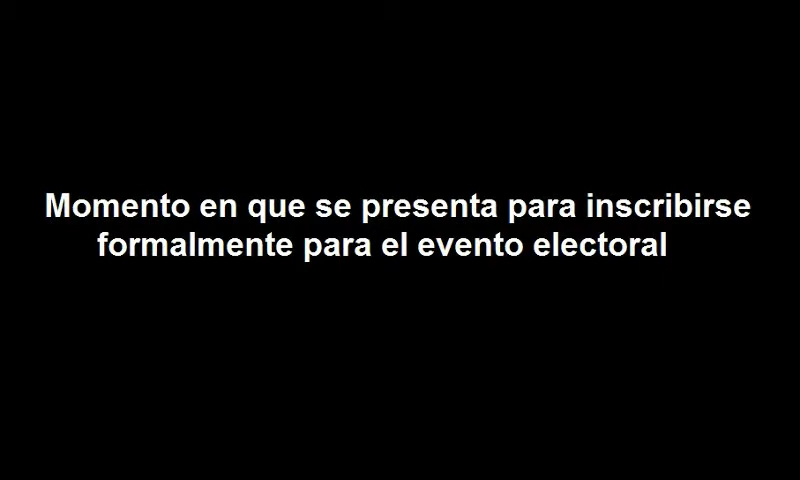 Momento en que se presenta para inscribirse
formalmente para el evento electoral